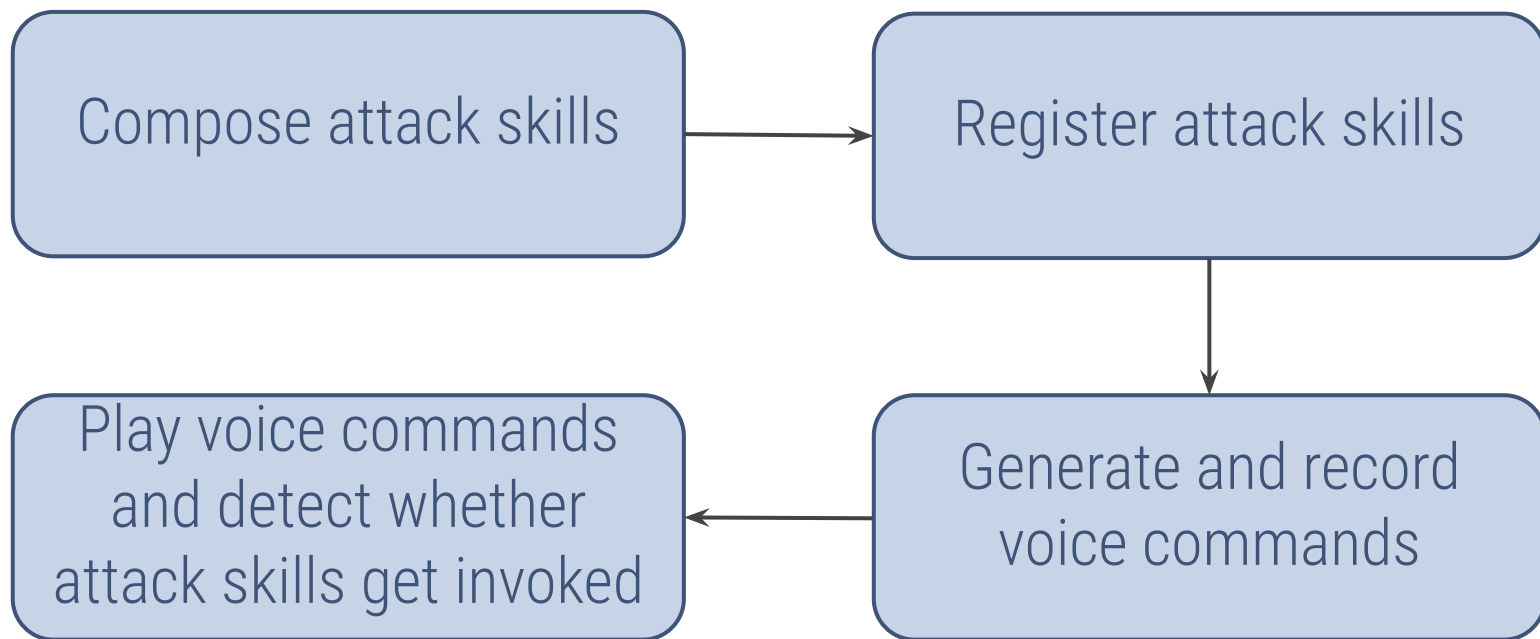 Compose attack skills
Register attack skills
Generate and record
voice commands
Play voice commands
and detect whether
attack skills get invoked